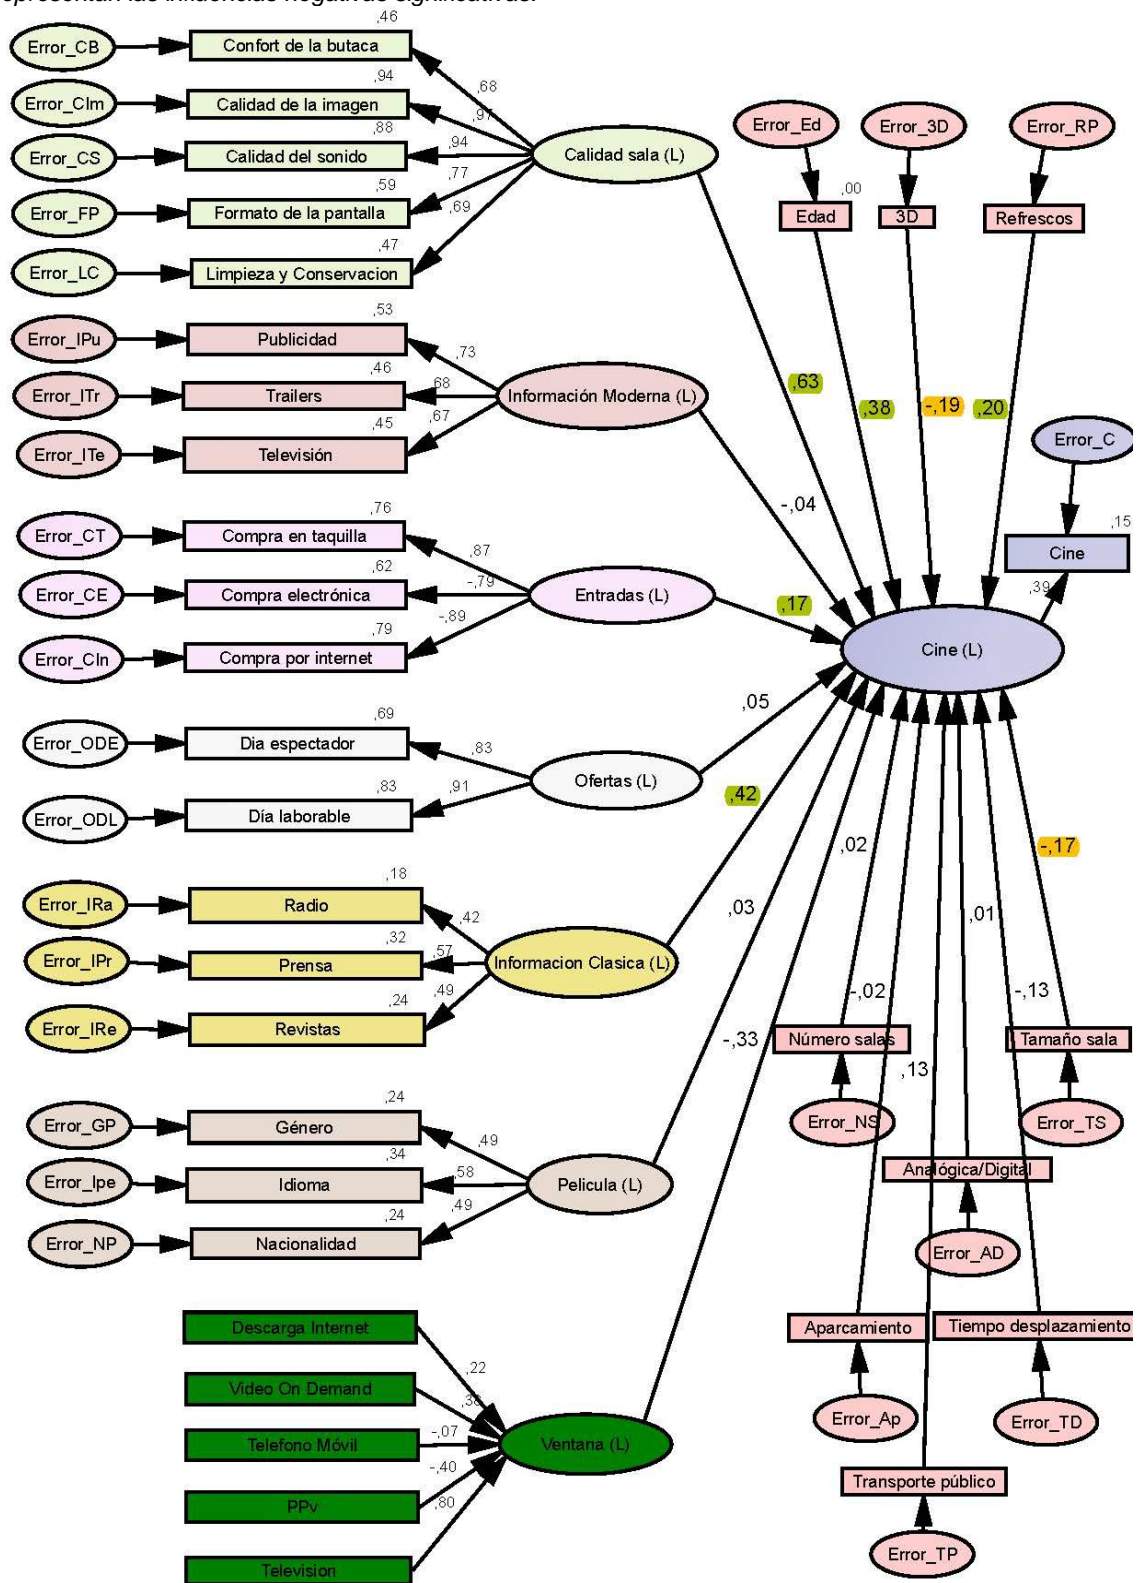 representan las influencias negativas significativas.
,46
Error_CB
Confort de la butaca
,68
,94
Error_CIm
Calidad de la imagen
,97
,88
Error_CS
Calidad del sonido
,94
Calidad sala (L)
,77
,59
Error_FP
Formato de la pantalla
,69
,47
Error_LC
Limpieza y Conservacion
Error_Ed
Error_3D
Error_RP
,00
Edad
3D
Refrescos
,53
Error_IPu
Publicidad
,73
,46
Error_ITr
Trailers
,68
Información Moderna (L)
,67
,45
Error_ITe
Televisión
,63
,38
-,19
,20
Error_C
,15
Cine
,39
-,04
,76
Error_CT
Compra en taquilla
,87
,62
Error_CE
Compra electrónica
-,79
Entradas (L)
-,89
,79
Error_CIn
Compra por internet
,17
Cine (L)
,69
Error_ODE
Dia espectador
,83
,05
Ofertas (L)
,91
,83
Error_ODL
Día laborable
,42
,02
-,17
,18
Error_IRa
Radio
,42
,03
,01
,32
Error_IPr
Prensa
,57
Informacion Clasica (L)
,49
,24
Error_IRe
Revistas
-,02
-,13
-,33
Número salas
,13
Tamaño sala
Error_NS
Error_TS
,24
Error_GP
Género
,49
,34
Error_Ipe
Idioma
,58
Pelicula (L)
,49
,24
Error_NP
Nacionalidad
Analógica/Digital
Error_AD
Descarga Internet
,22
Video On Demand
,38
Telefono Móvil
-,07
Ventana (L)
-,40
PPv
,80
Television
Aparcamiento
Tiempo desplazamiento
Error_Ap
Error_TD
Transporte público
Error_TP